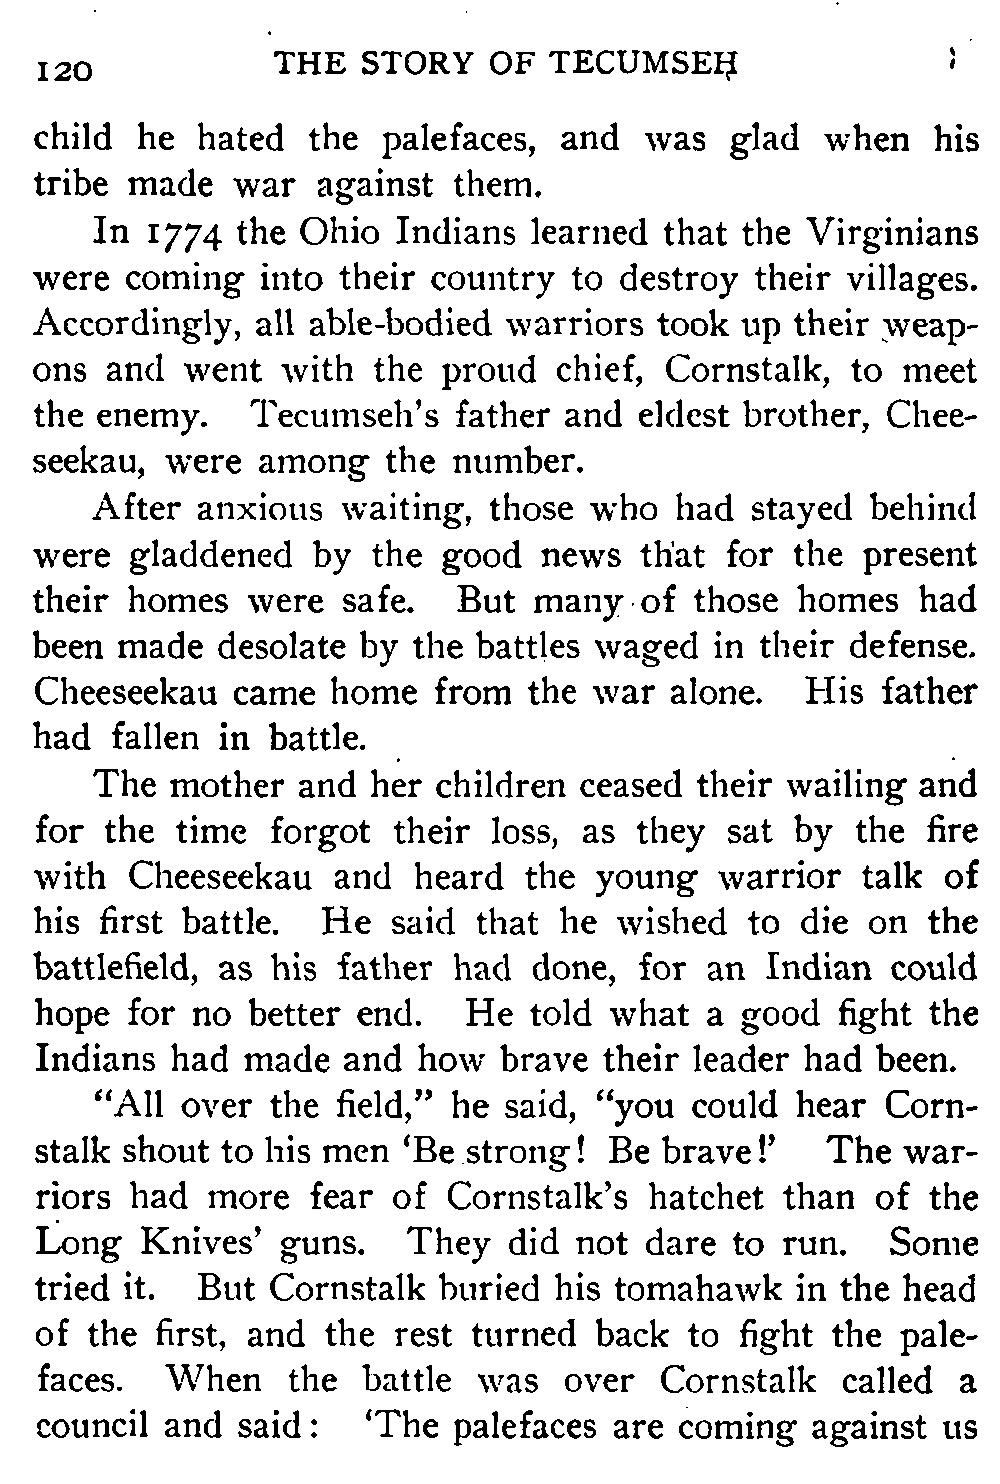 120 THE STORY OF TECUMSEH
child he hated the palefaces, and was glad when his
tribe made war against them.
In 1774 the Ohio Indians learned that the Virginians
were coming into their country to destroy their villages.
Accordingly, all able-bodied warriors took up their weap-
ons and went with the proud chief, Cornstalk, to meet
the enemy. Tecumseh's father and eldest brother, Chee-
seekau, were among the number.
After anxious waiting, those who had stayed behind
were gladdened by the good news that for the present
their homes were safe. But many of those homes had
been made desolate by the battles waged in their defense.
Cheeseekau came home from the war alone. His father
had fallen in battle.
The mother and her children ceased their wailing and
for the time forgot their loss, as they sat by the fire
with Cheeseekau and heard the young warrior talk of
his first battle. He said that he wished to die on the
battlefield, as his father had done, for an Indian could
hope for no better end. He told what a good fight the
Indians had made and how brave their leader had been.
"All over the field," he said, "you could hear Corn-
stalk shout to his men 'Be strong! Be brave!' The war-
riors had more fear of Cornstalk's hatchet than of the
Long Knives' guns. They did not dare to run. Some
tried it. But Cornstalk buried his tomahawk in the head
of the first, and the rest turned back to fight the pale-
faces. When the battle was over Cornstalk called a
council and said: 'The palefaces are coming against us